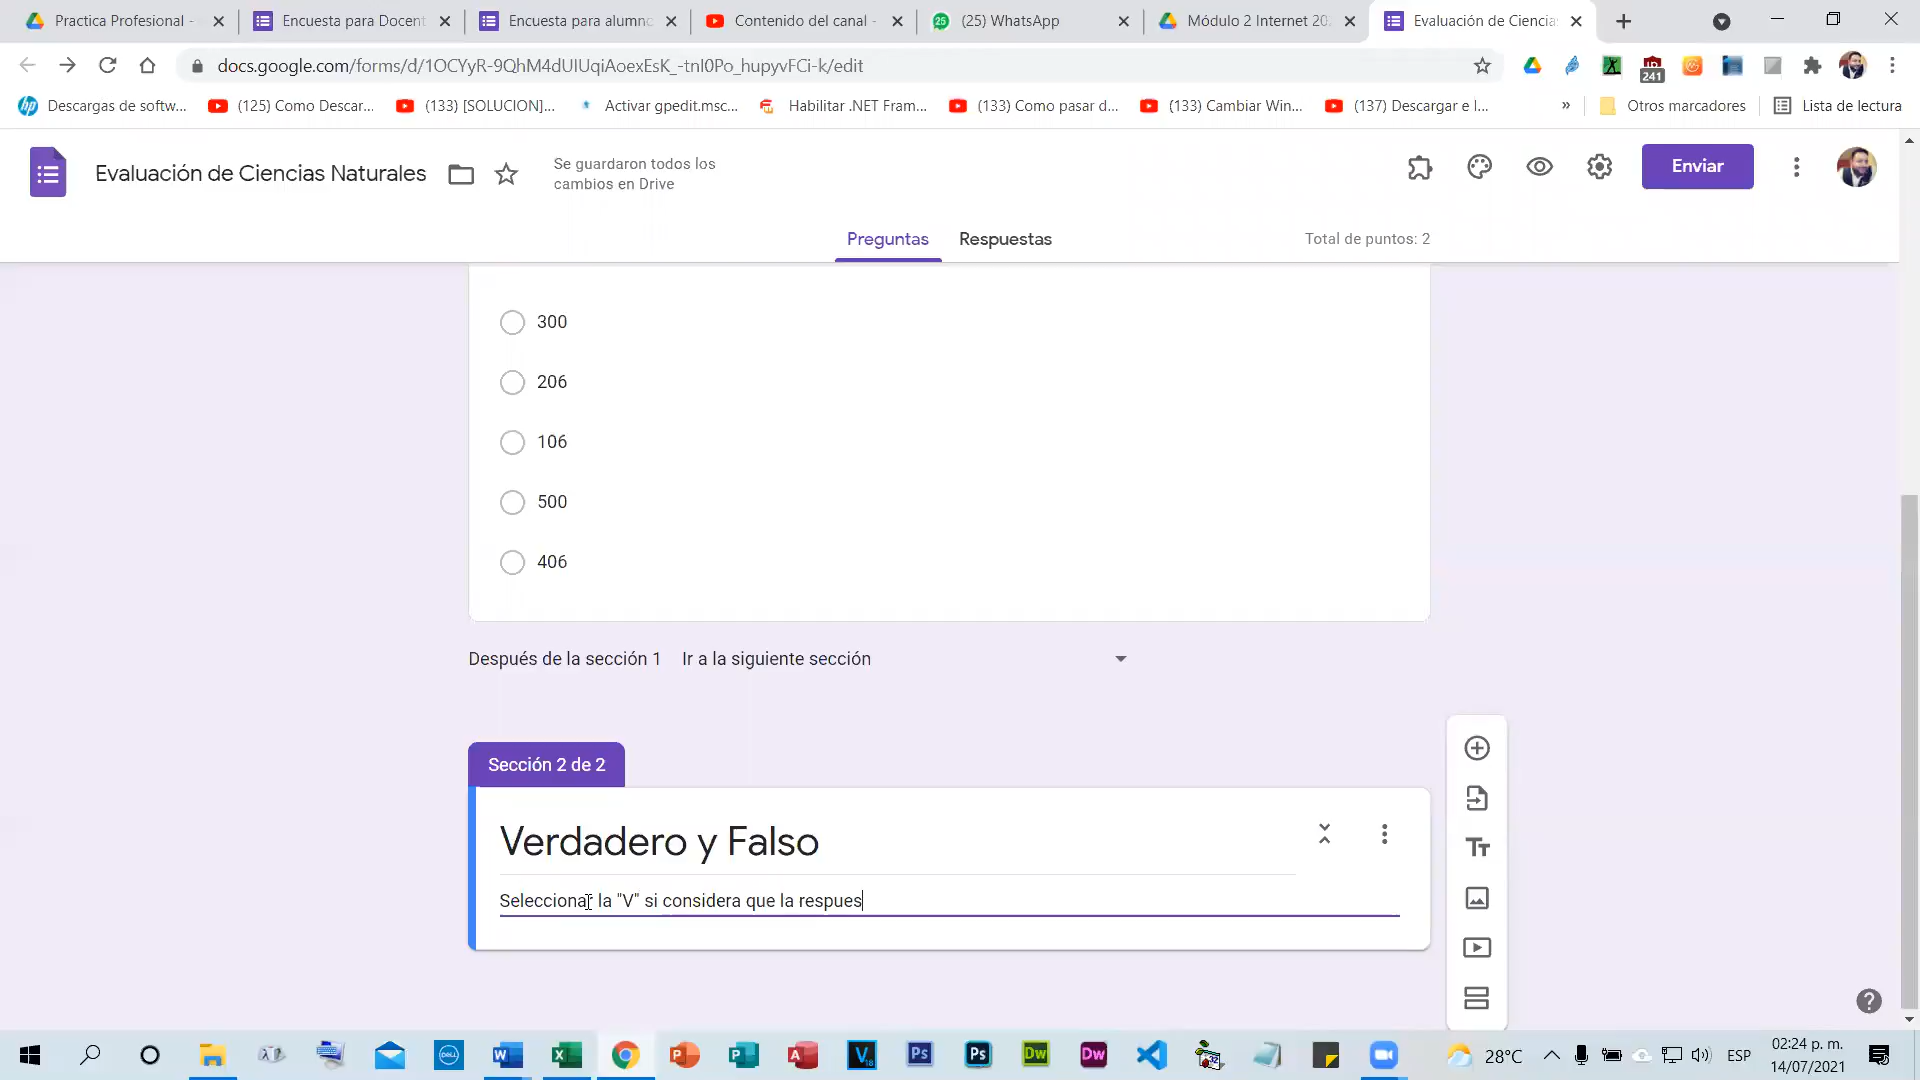 Practica Profesional -
Encuesta para Docent
Encuesta para alumno
Contenido del canal -
(25) WhatsApp
Módulo 2 Internet 202
Evaluación de Ciencia
docs.google.com/forms/d/1OCYyR-9QhM4dUIUqiAoexEsK_-tnI0Po_hupyvFCi-k/edit
241
Descargas de softw...
(125) Como Descar...
(133) [SOLUCION]...
Activar gpedit.msc...
Habilitar .NET Fram...
(133) Como pasar d...
(133) Cambiar Win...
(137) Descargar e I...
»
Otros marcadores
Lista de lectura
Evaluación de Ciencias Naturales
Se guardaron todos los
cambios en Drive
Enviar
Preguntas
Respuestas
Total de puntos: 2
300
206
106
500
406
Después de la sección 1
Ir a la siguiente sección
Sección 2 de 2
Verdadero y Falso
Seleccionar la "V" si considera que la respues
28°C
ESP
02:24 p. m.
14/07/2021